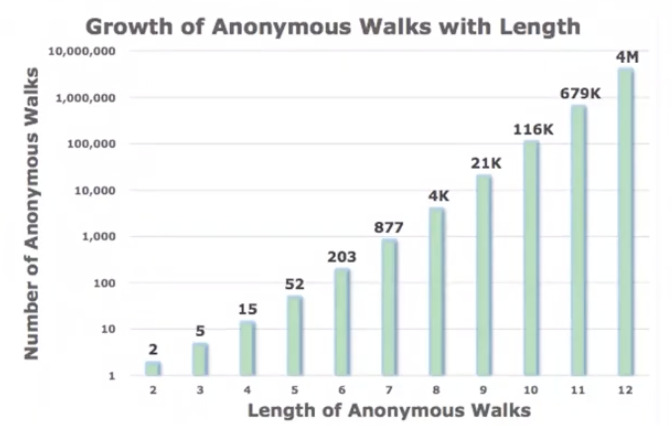 Growth of Anonymous Walks with Length
Number of Anonymous Walks
10,000,000
1,000,000
100,000
10,000
1,000
100
10
1
2
5
15
52
203
877
4K
21K
116K
679K
4M
2 3 4 5 6 7 8 9 10 11 12
Length of Anonymous Walks